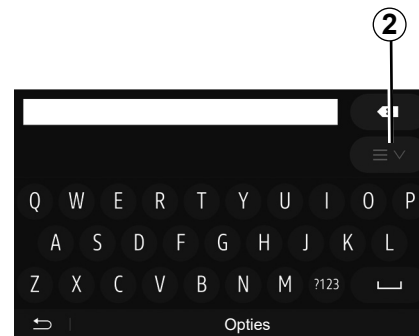 2
Q W E R T Y U I O P
A S D F G H J K L
Z X C V B N M ?123
Opties